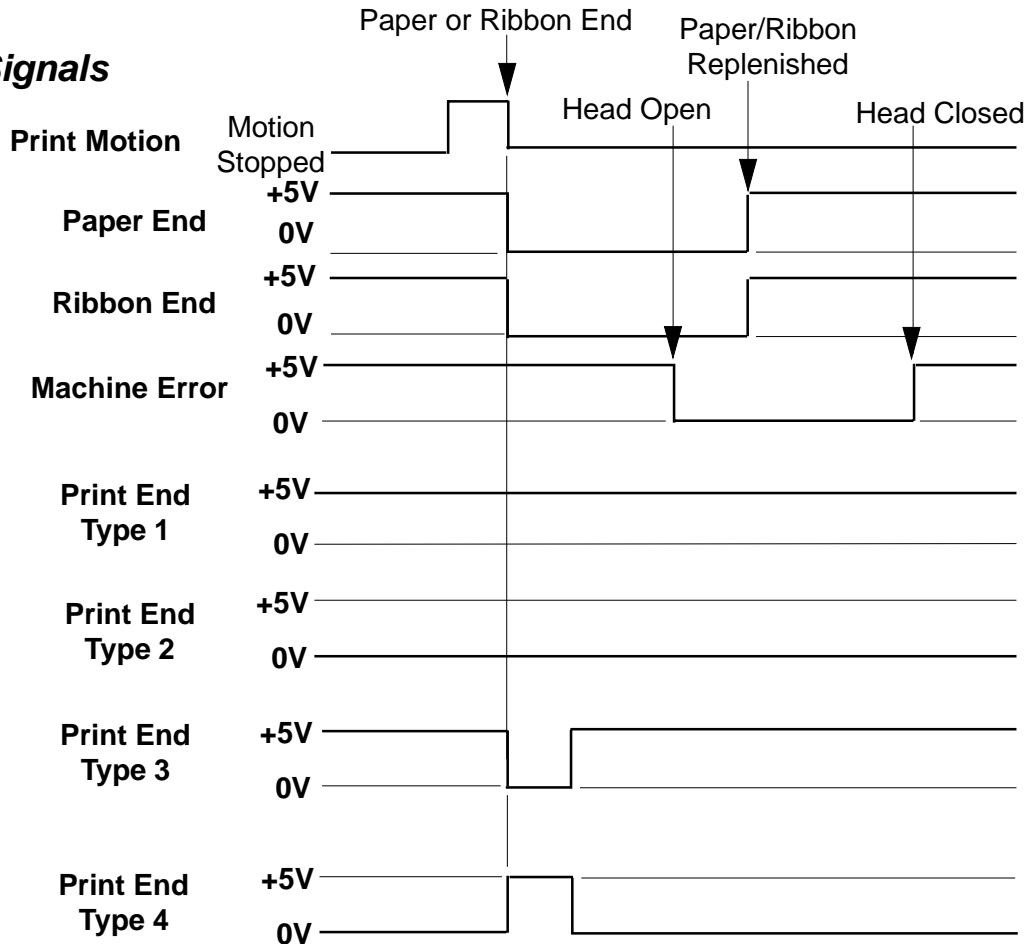 Paper or Ribbon End
Paper/Ribbon
Replenished
Signals
Head Open
Head Closed
Print Motion
Motion
Stopped
Paper End
+5V
0V
Ribbon End
+5V
0V
Machine Error
+5V
0V
Print End
Type 1
+5V
0V
Print End
Type 2
+5V
0V
Print End
Type 3
+5V
0V
Print End
Type 4
+5V
0V